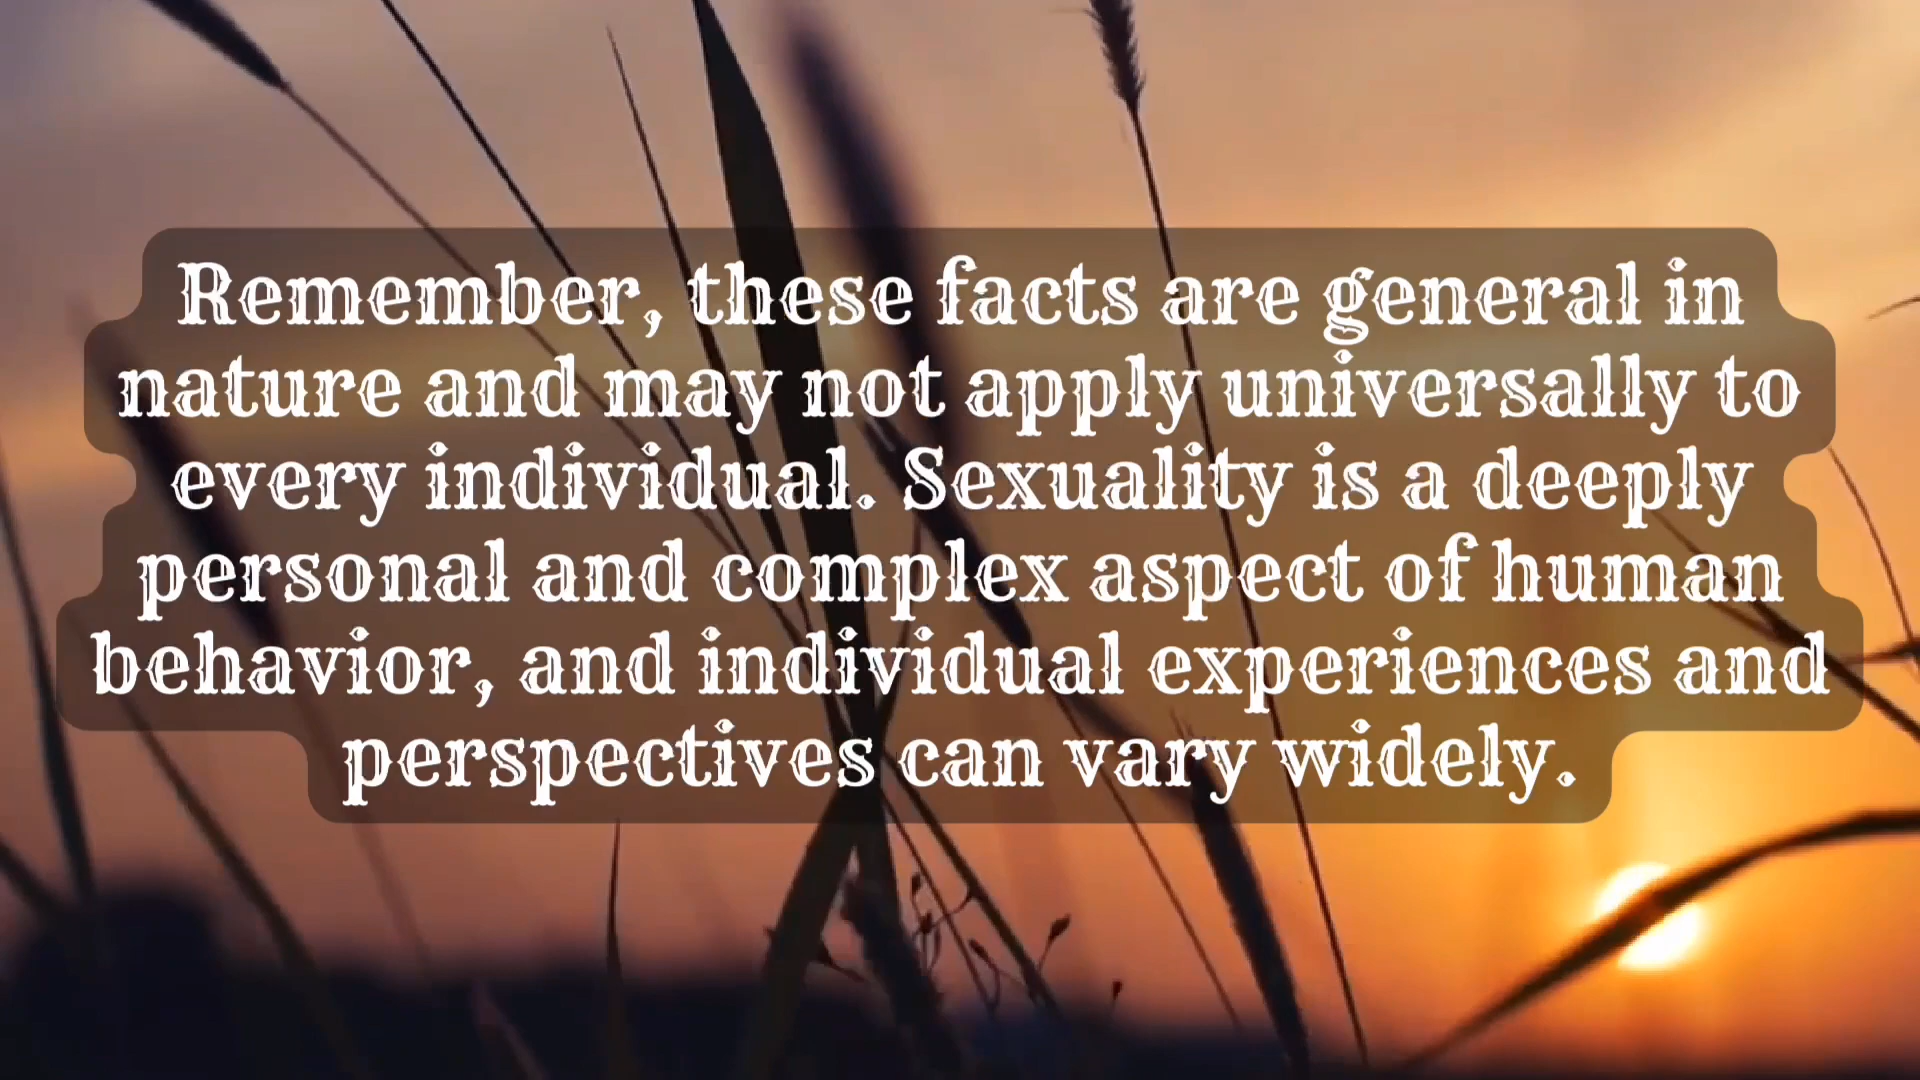 Remember, these facts are general in
nature and may not apply universally to
every individual. Sexuality is a deeply
personal and complex aspect of human
behavior, and individual experiences and
perspectives can vary widely.